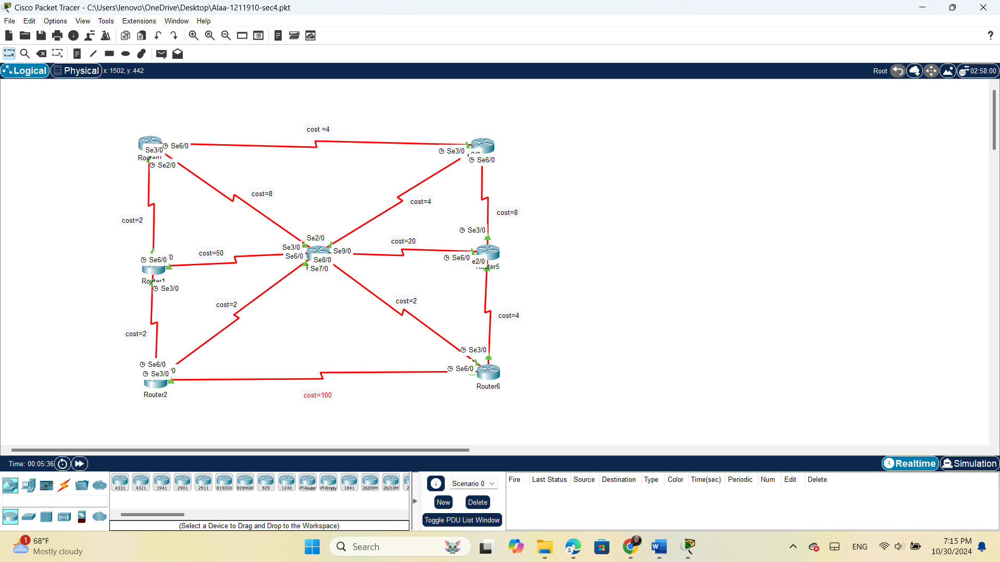 Cisco Packet Tracer - C:\Users\lenovo\OneDrive\Desktop\Alaa-1211910-sec4.pkt
File Edit Options View Tools Extensions Window Help
?
Logical Physical x: 1502, y: 442 Root 02:58:00
cost =4
Se6/0
Se3/0
Se3/0
Router0
Se6/0
Se2/0
cost=8
cost=4
cost=8
cost=2
Se3/0
Se2/0
cost=20
Se3/0
Se9/0
cost=50
Se6/0
Se6/0
Se6/0
Se8/0
e2/0
Se7/0
Router5
Router1
Se3/0
cost=2
cost=2
cost=4
cost=2
Se3/0
Se6/0
Se6/0
Se3/0
Router6
Router2
cost=100
Time: 00:05:36 Realtime Simulation
4331 4321 1941 2901 2911 819IOX 819HGW 829 1240 PT-Router PT-Empty 1841 2620XM 2621XM 2
(Select a Device to Drag and Drop to the Workspace)
Scenario 0
New Delete
Toggle PDU List Window
Fire Last Status Source Destination Type Color Time(sec) Periodic Num Edit Delete
1
68°F
Mostly cloudy
Search
ENG
7:15 PM
10/30/2024